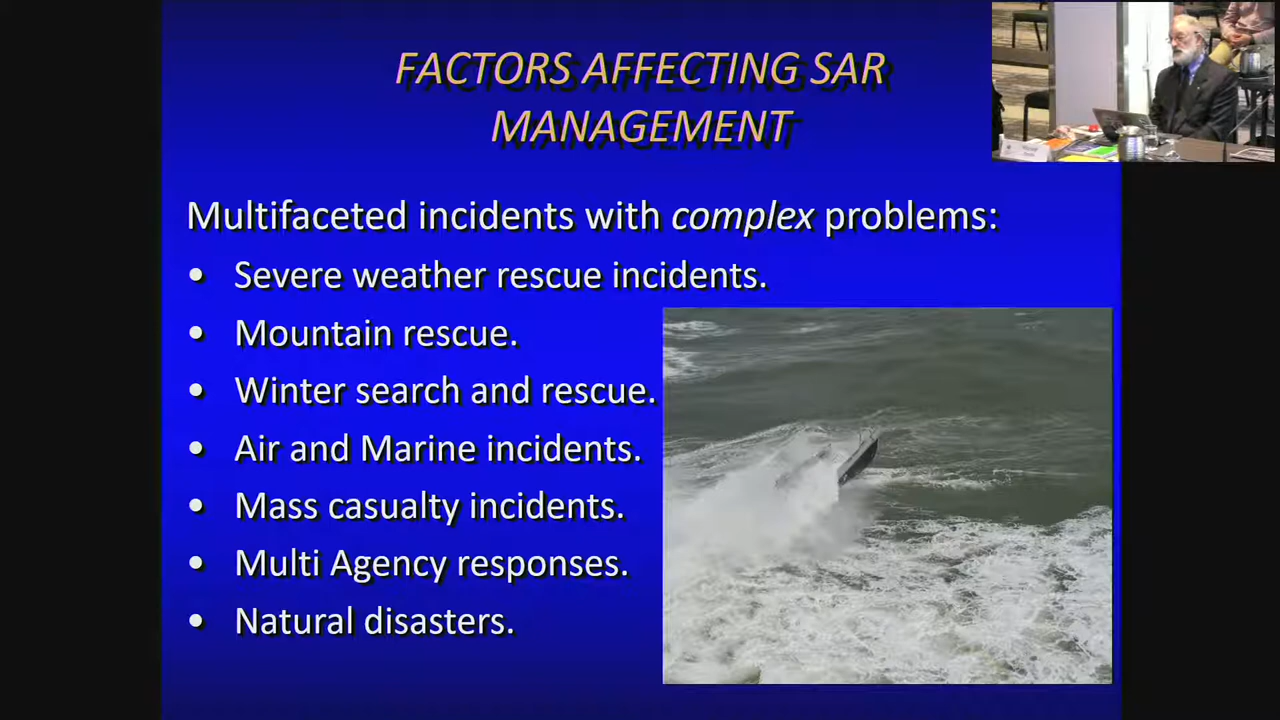 FACTORS AFFECTING SAR
MANAGEMENT
Multifaceted incidents with complex problems:
• Severe weather rescue incidents.
• Mountain rescue.
• Winter search and rescue.
• Air and Marine incidents.
• Mass casualty incidents.
• Multi Agency responses.
• Natural disasters.